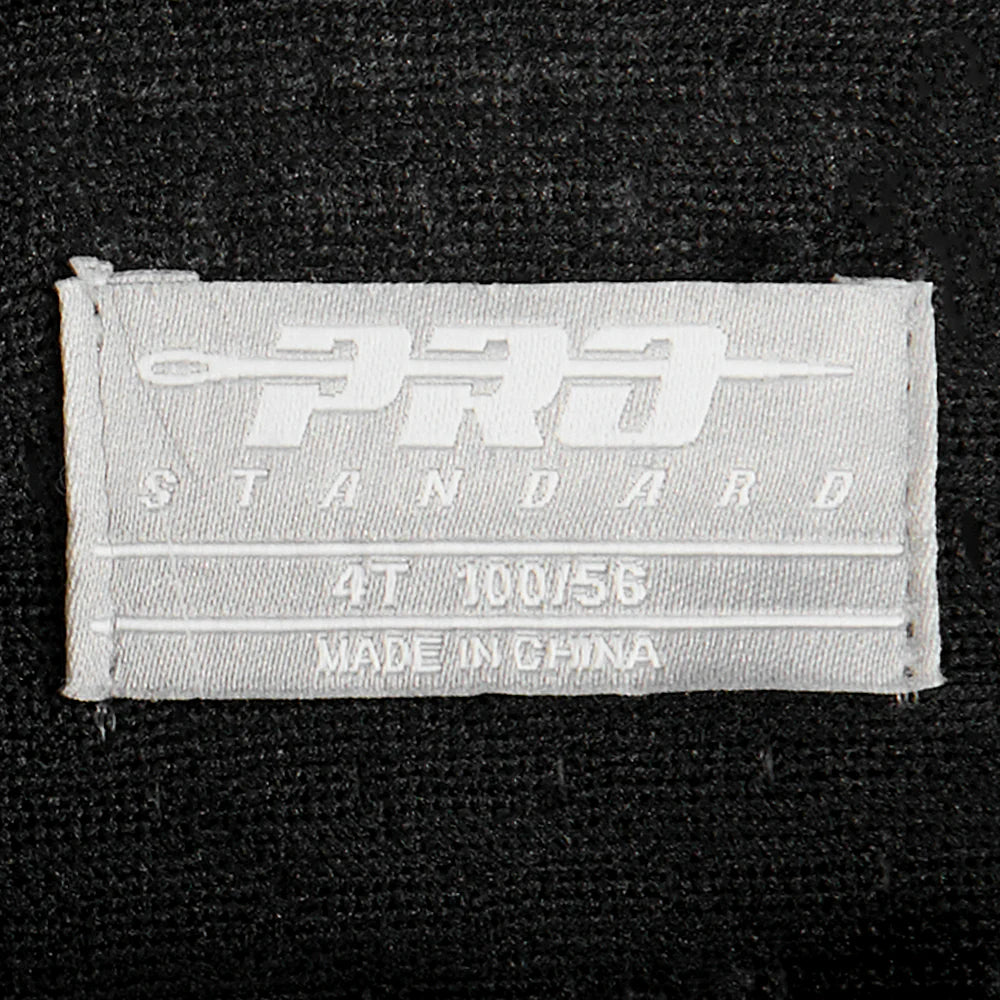 PRO
STANDARD
4T 100/56
MADE IN CHINA